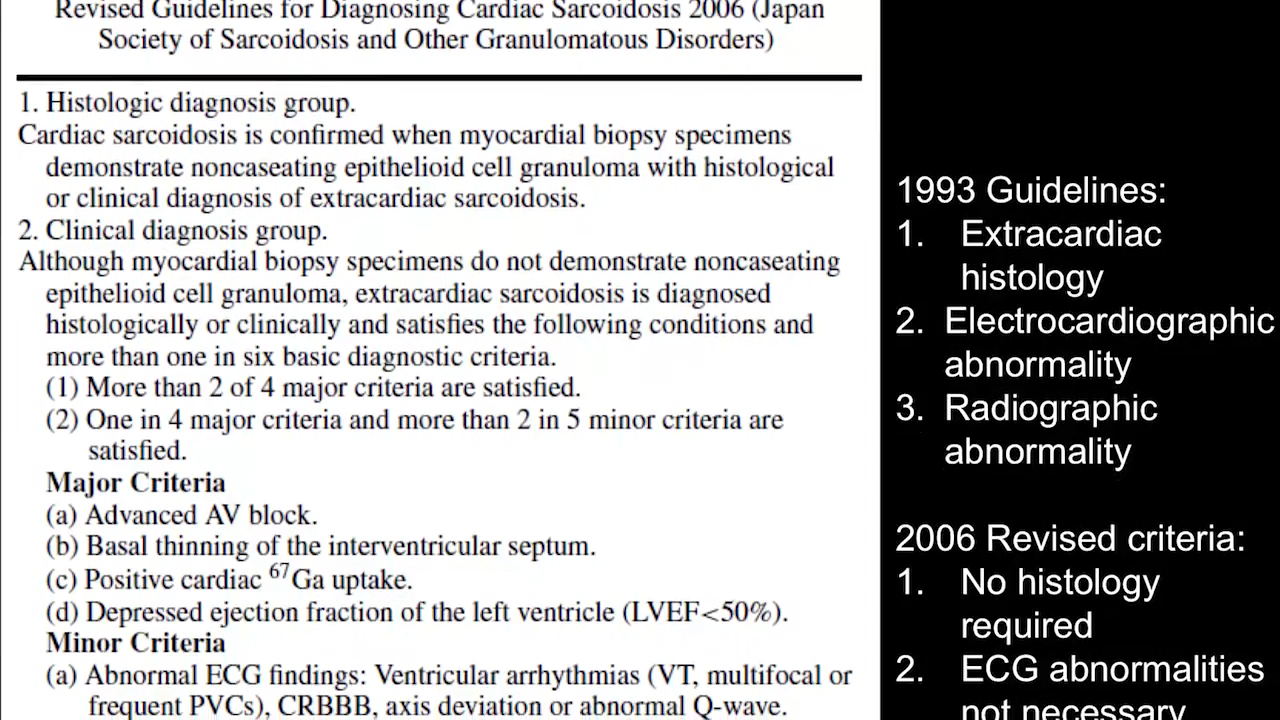 Revised Guidelines for Diagnosing Cardiac Sarcoidosis 2006 (Japan
Society of Sarcoidosis and Other Granulomatous Disorders)
1. Histologic diagnosis group.
Cardiac sarcoidosis is confirmed when myocardial biopsy specimens
demonstrate noncaseating epithelioid cell granuloma with histological
or clinical diagnosis of extracardiac sarcoidosis.
2. Clinical diagnosis group.
Although myocardial biopsy specimens do not demonstrate noncaseating
epithelioid cell granuloma, extracardiac sarcoidosis is diagnosed
histologically or clinically and satisfies the following conditions and
more than one in six basic diagnostic criteria.
(1) More than 2 of 4 major criteria are satisfied.
(2) One in 4 major criteria and more than 2 in 5 minor criteria are
satisfied.
Major Criteria
(a) Advanced AV block.
(b) Basal thinning of the interventricular septum.
(c) Positive cardiac ⁶⁷Ga uptake.
(d) Depressed ejection fraction of the left ventricle (LVEF<50%).
Minor Criteria
(a) Abnormal ECG findings: Ventricular arrhythmias (VT, multifocal or
frequent PVCs), CRBBB, axis deviation or abnormal Q-wave.
1993 Guidelines:
1. Extracardiac
histology
2. Electrocardiographic
abnormality
3. Radiographic
abnormality
2006 Revised criteria:
1. No histology
required
2. ECG abnormalities
not necessary